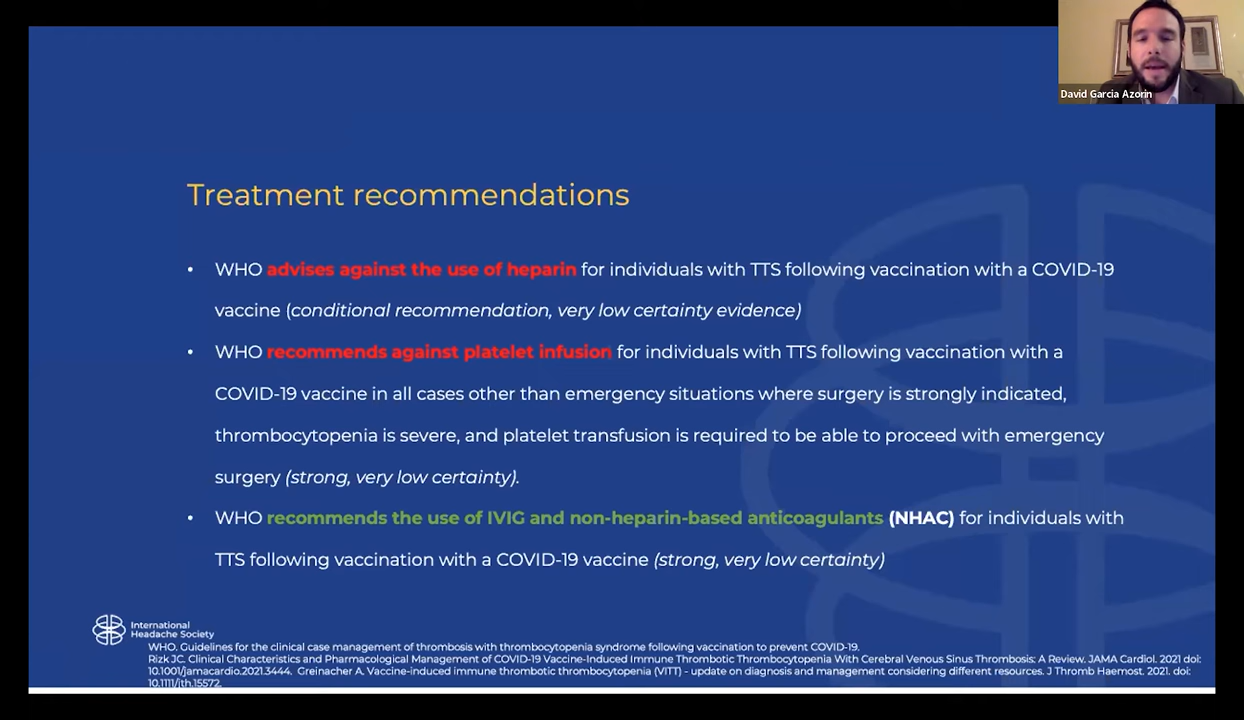 David Garcia Azorin
Treatment recommendations
• WHO advises against the use of heparin for individuals with TTS following vaccination with a COVID-19
vaccine (conditional recommendation, very low certainty evidence)
• WHO recommends against platelet infusion for individuals with TTS following vaccination with a
COVID-19 vaccine in all cases other than emergency situations where surgery is strongly indicated,
thrombocytopenia is severe, and platelet transfusion is required to be able to proceed with emergency
surgery (strong, very low certainty).
• WHO recommends the use of IVIG and non-heparin-based anticoagulants (NHAC) for individuals with
TTS following vaccination with a COVID-19 vaccine (strong, very low certainty)
International
Headache Society
WHO. Guidelines for the clinical case management of thrombosis with thrombocytopenia syndrome following vaccination to prevent COVID-19.
Rizk JC. Clinical Characteristics and Pharmacological Management of COVID-19 Vaccine-Induced Immune Thrombotic Thrombocytopenia With Cerebral Venous Sinus Thrombosis: A Review. JAMA Cardiol. 2021 doi:
10.1001/jamacardio.2021.3444. Greinacher A. Vaccine-induced immune thrombotic thrombocytopenia (VITT) - update on diagnosis and management considering different resources. J Thromb Haemost. 2021. doi:
10.1111/jth.15572.